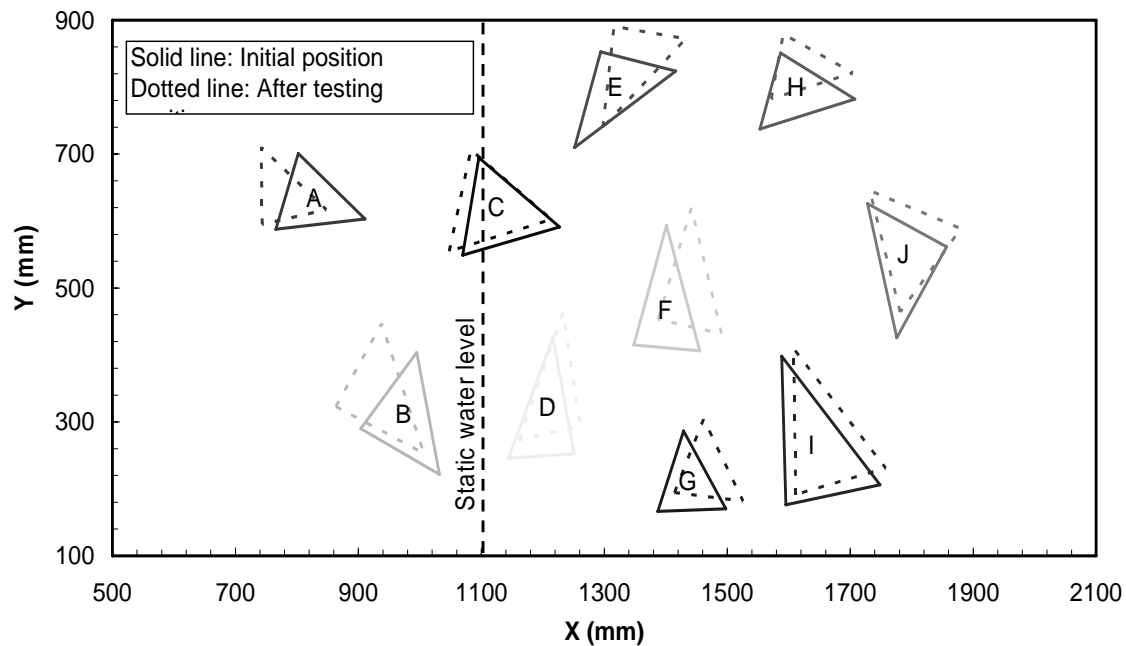 900
Solid line: Initial position
Dotted line: After testing
E
H
700
A
C
J
Y (mm)
500
F
Static water level
300
B
D
I
G
100
500 700 900 1100 1300 1500 1700 1900 2100
X (mm)